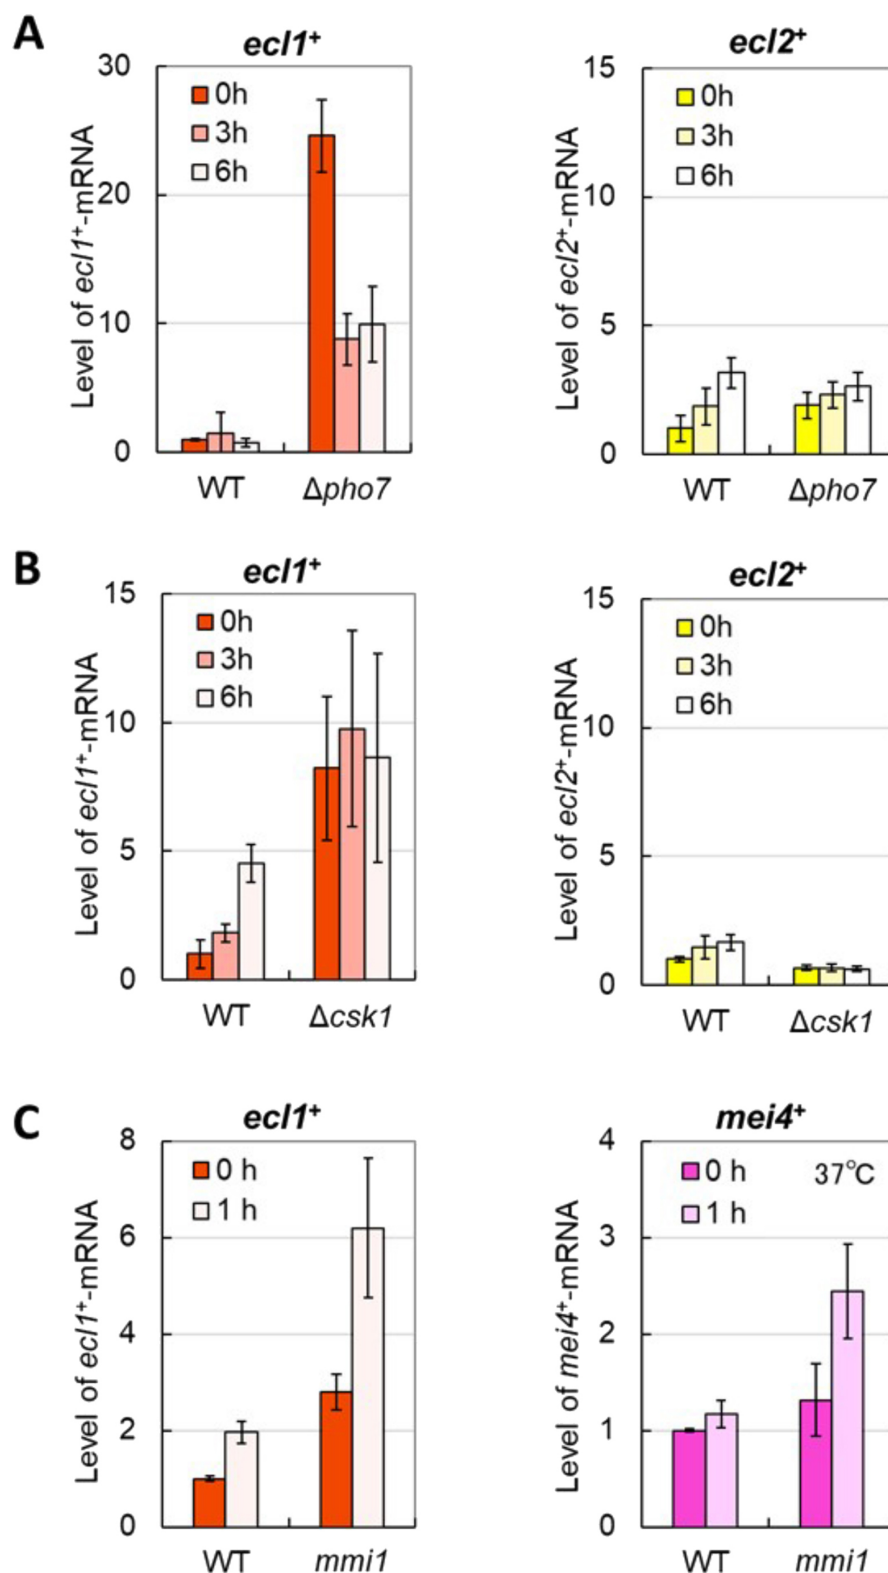 A
ecl1⁺
30
20
10
0
Level of ecl1⁺-mRNA
0h
3h
6h
WT
Δpho7
ecl2⁺
15
10
5
0
Level of ecl2⁺-mRNA
0h
3h
6h
WT
Δpho7
B
ecl1⁺
15
10
5
0
Level of ecl1⁺-mRNA
0h
3h
6h
WT
Δcsk1
ecl2⁺
15
10
5
0
Level of ecl2⁺-mRNA
0h
3h
6h
WT
Δcsk1
C
ecl1⁺
8
6
4
2
0
Level of ecl1⁺-mRNA
0 h
1 h
WT
mmi1
mei4⁺
4
3
2
1
0
Level of mei4⁺-mRNA
0 h
1 h
37°C
WT
mmi1